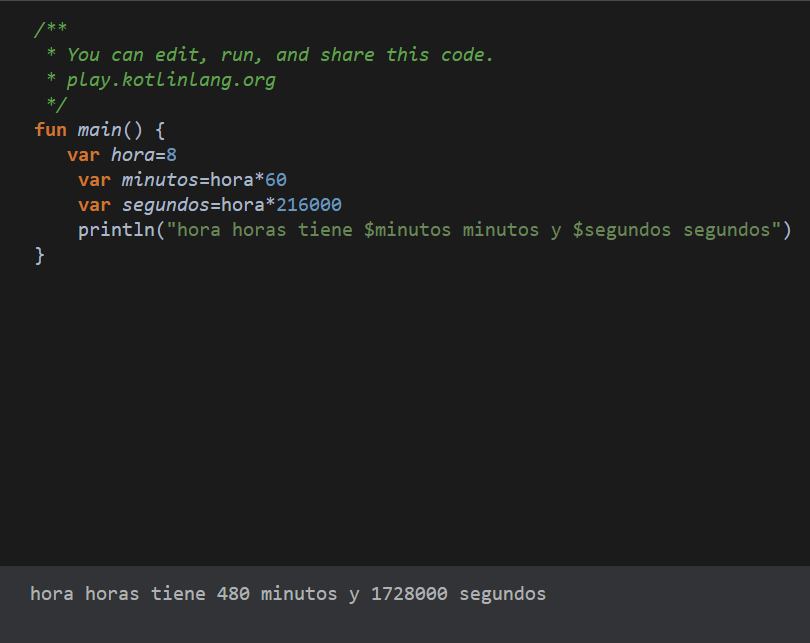 /**
 * You can edit, run, and share this code.
 * play.kotlinlang.org
 */
fun main() {
   var hora=8
    var minutos=hora*60
    var segundos=hora*216000
    println("hora horas tiene $minutos minutos y $segundos segundos")
}
hora horas tiene 480 minutos y 1728000 segundos